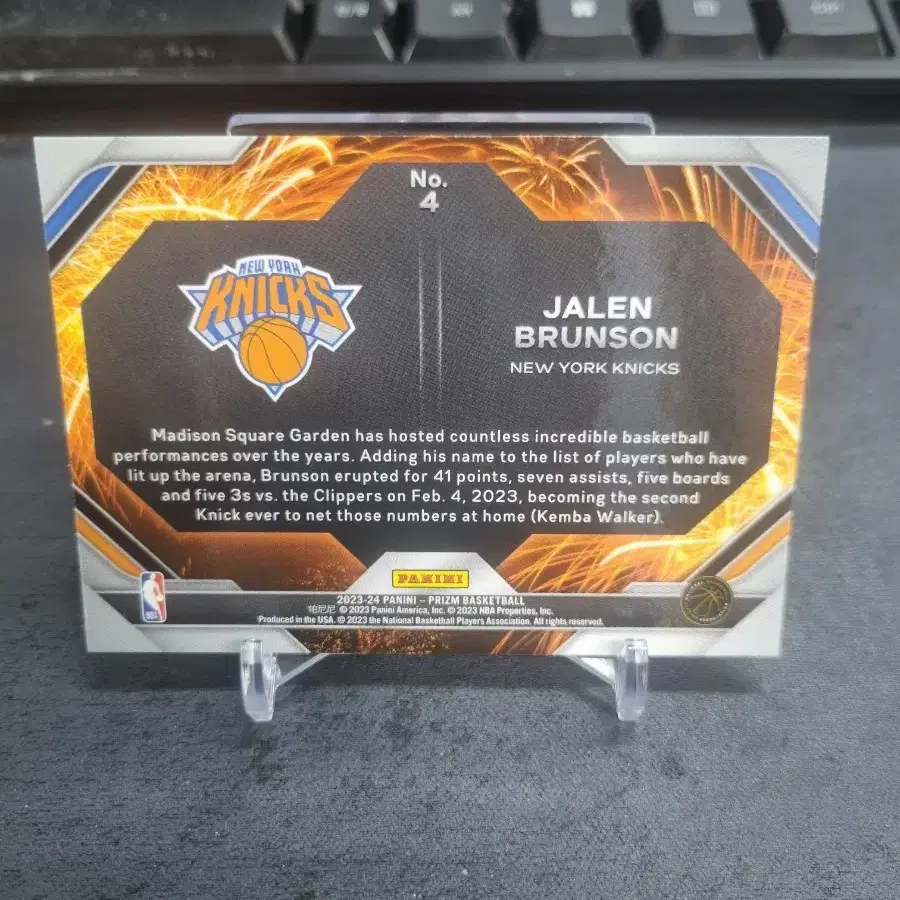 No.
4
NEW YORK
KNICKS
JALEN
BRUNSON
NEW YORK KNICKS
Madison Square Garden has hosted countless incredible basketball
performances over the years. Adding his name to the list of players who have
lit up the arena, Brunson erupted for 41 points, seven assists, five boards
and five 3s vs. the Clippers on Feb. 4, 2023, becoming the second
Knick ever to net those numbers at home (Kemba Walker).
PANINI
2023-24 PANINI – PRIZM BASKETBALL
帕尼尼 © 2023 Panini America, Inc. © 2023 NBA Properties, Inc.
Produced in the USA. © 2023 the National Basketball Players Association. All rights reserved.